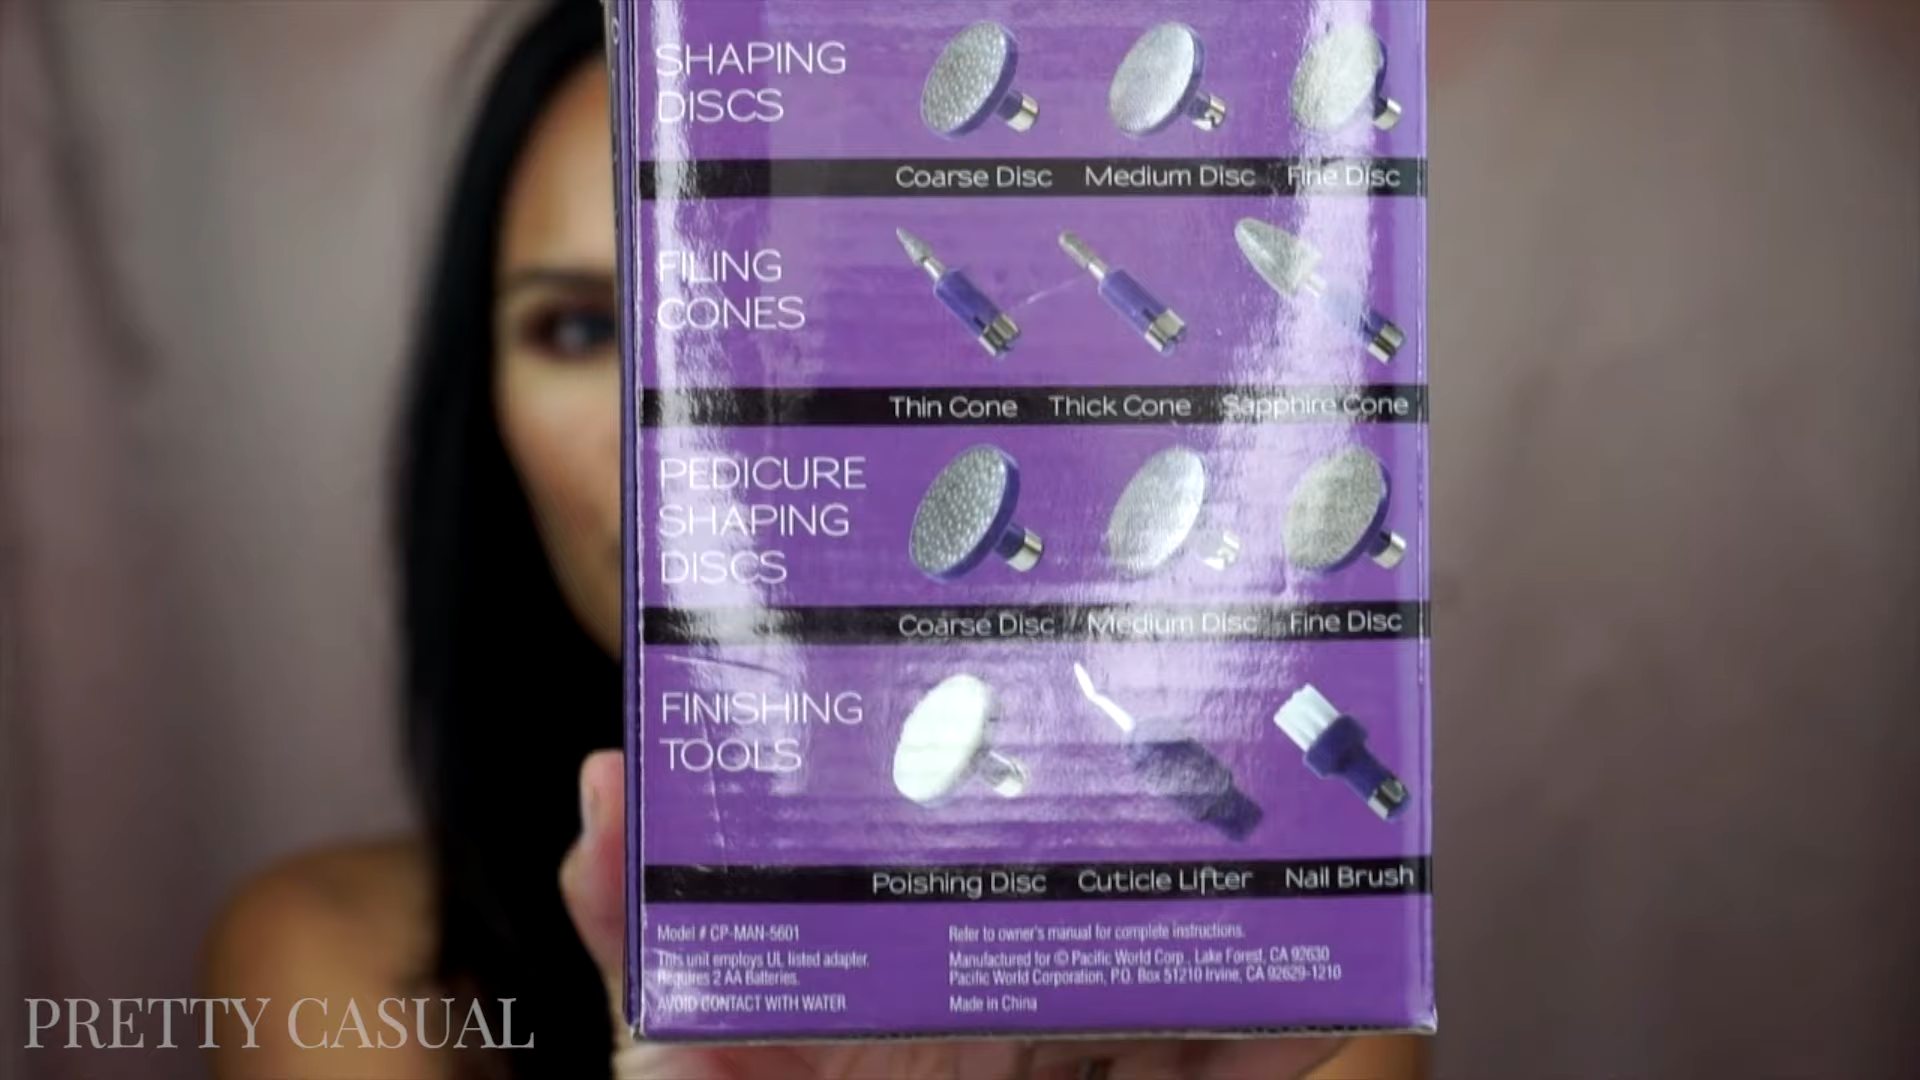 SHAPING
DISCS
Coarse Disc Medium Disc Fine Disc
FILING
CONES
Thin Cone Thick Cone Sapphire Cone
PEDICURE
SHAPING
DISCS
Coarse Disc Medium Disc Fine Disc
FINISHING
TOOLS
Polshing Disc Cuticle Lifter Nail Brush
Model # CP-MAN-5601
This unit employs UL listed adapter.
Requires 2 AA Batteries.
AVOID CONTACT WITH WATER
Refer to owner's manual for complete instructions.
Manufactured for © Pacific World Corp., Lake Forest, CA 92630
Pacific World Corporation, P.O. Box 51210 Irvine, CA 92629-1210
Made in China
PRETTY CASUAL